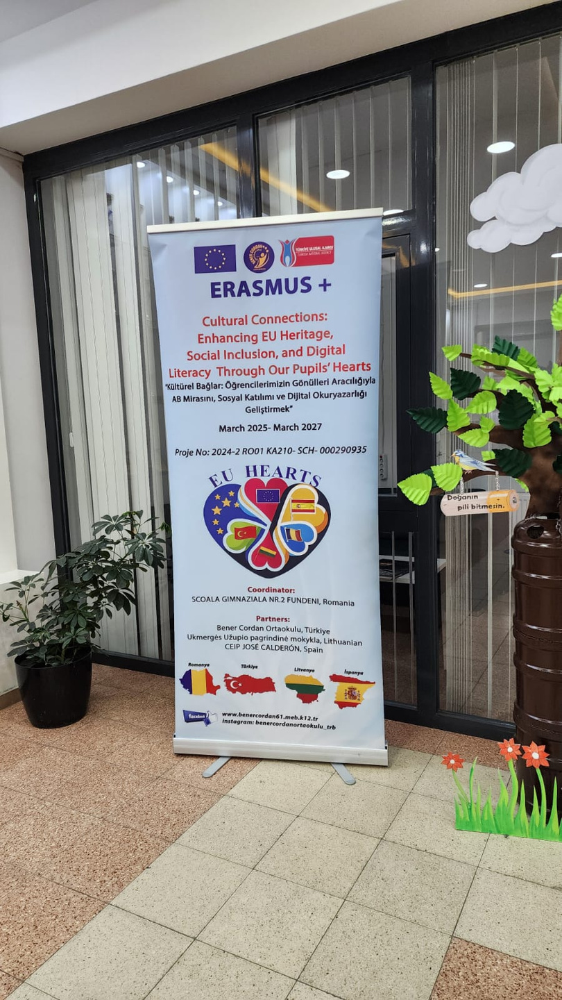 BENER CORDAN
TÜRKİYE ULUSAL AJANSI
TURKISH NATIONAL AGENCY
ERASMUS +
Cultural Connections:
Enhancing EU Heritage,
Social Inclusion, and Digital
Literacy Through Our Pupils' Hearts
"Kültürel Bağlar: Öğrencilerimizin Gönülleri Aracılığıyla
AB Mirasını, Sosyal Katılımı ve Dijital Okuryazarlığı
Geliştirmek"
March 2025- March 2027
Proje No: 2024-2 RO01 KA210- SCH- 000290935
EU HEARTS
Coordinator:
SCOALA GIMNAZIALA NR.2 FUNDENI, Romania
Partners:
Bener Cordan Ortaokulu, Türkiye
Ukmergės Užupio pagrindinė mokykla, Lithuanian
CEIP JOSÉ CALDERÓN, Spain
Romanya Türkiye Litvanya İspanya
facebook www.benercordan61.meb.k12.tr
instagram: benercordanortaokulu_trb
Doğanın
pili bitmesin.